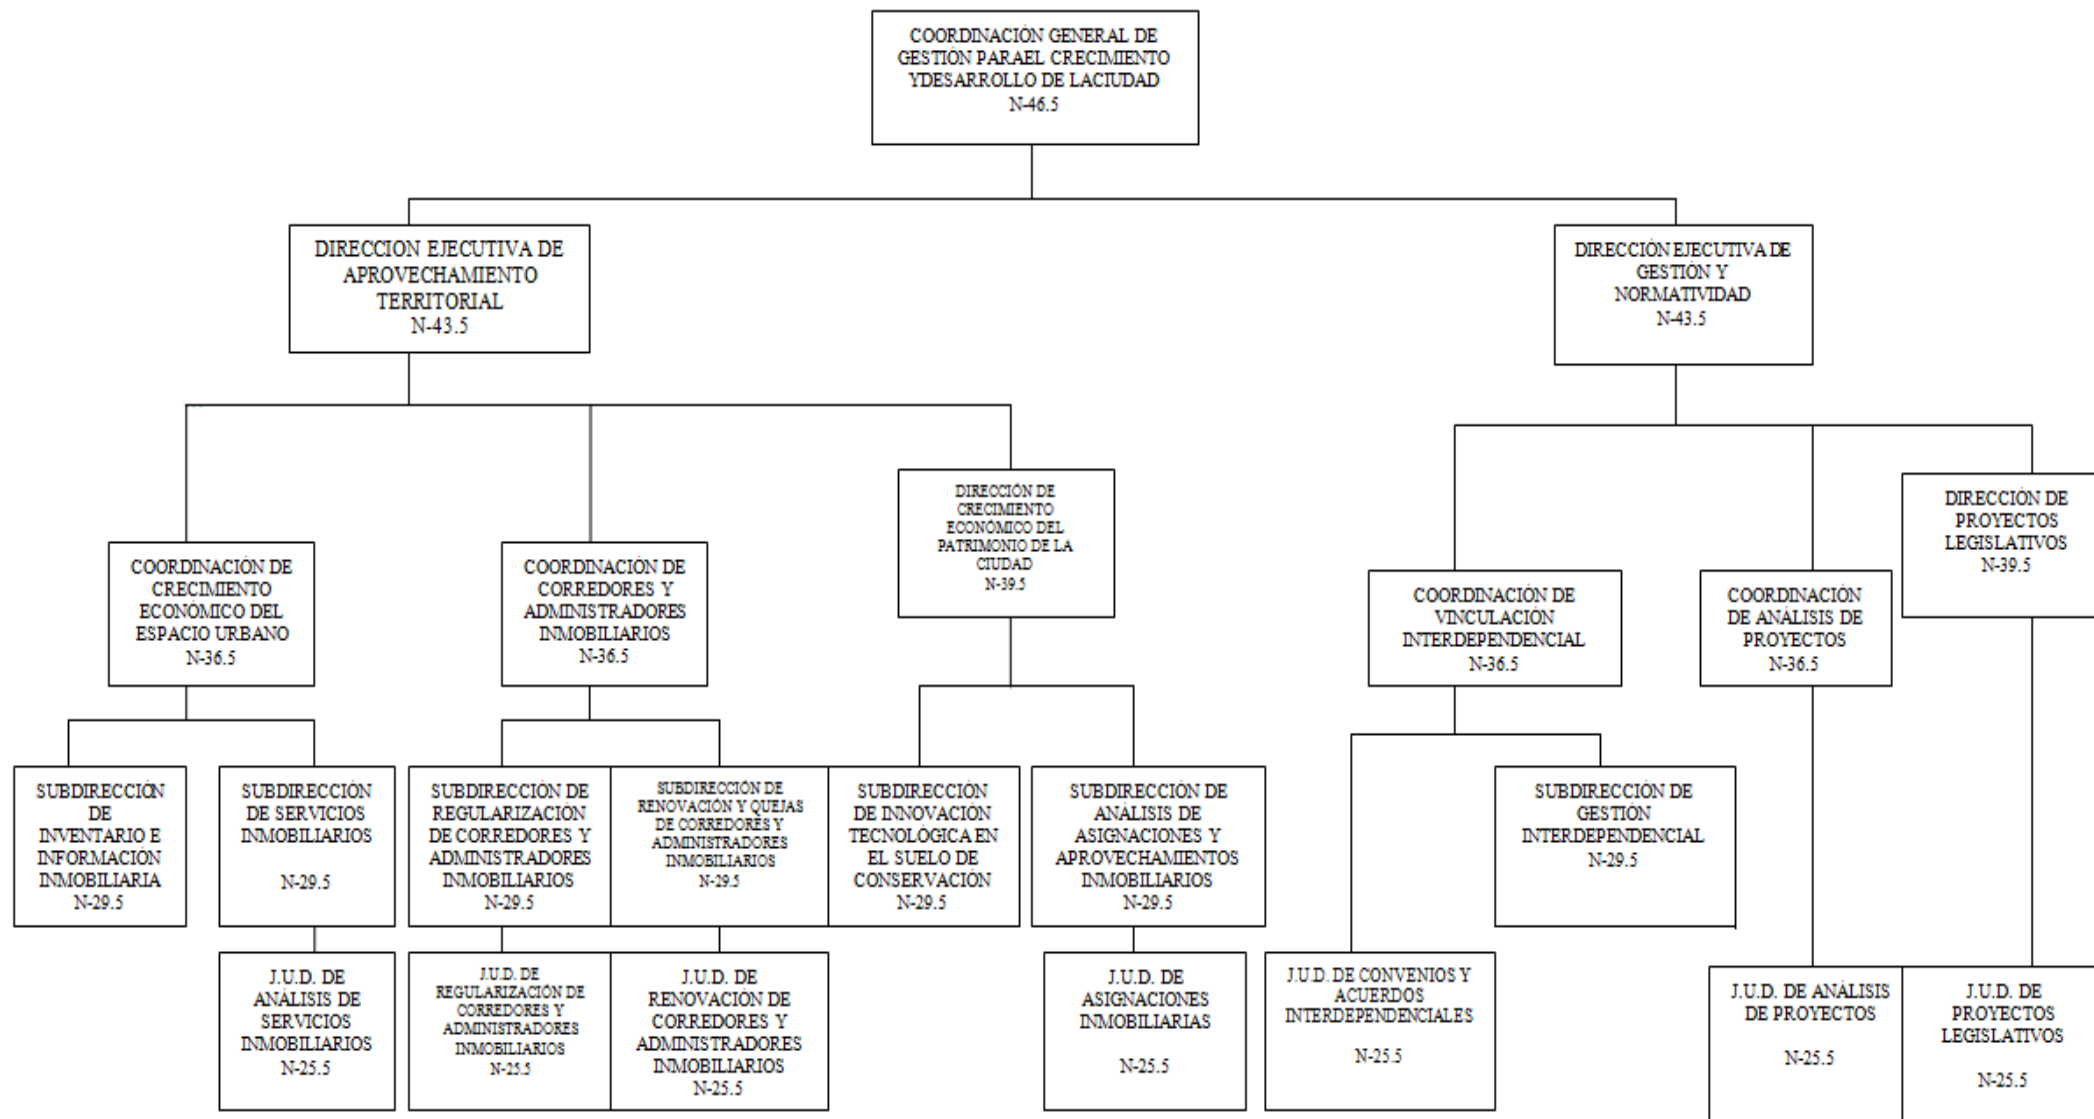 COORDINACIÓN GENERAL DE
GESTIÓN PARAEL CRECIMIENTO
YDESARROLLO DE LACIUDAD
N-46.5
DIRECCION EJECUTIVA DE
APROVECHAMIENTO
TERRITORIAL
N-43.5
DIRECCIÓN EJECUTIVA DE
GESTIÓN Y
NORMATIVIDAD
N-43.5
COORDINACIÓN DE
CRECIMIENTO
ECONÓMICO DEL
ESPACIO URBANO
N-36.5
COORDINACIÓN DE
CORREDORES Y
ADMINISTRADORES
INMOBILIARIOS
N-36.5
DIRECCIÓN DE
CRECIMIENTO
ECONÓMICO DEL
PATRIMONIO DE LA
CIUDAD
N-39.5
COORDINACIÓN DE
VINCULACIÓN
INTERDEPENDENCIAL
N-36.5
COORDINACIÓN
DE ANÁLISIS DE
PROYECTOS
N-36.5
DIRECCIÓN DE
PROYECTOS
LEGISLATIVOS
N-39.5
SUBDIRECCIÓN
DE
INVENTARIO E
INFORMACIÓN
INMOBILIARIA
N-29.5
SUBDIRECCIÓN
DE SERVICIOS
INMOBILIARIOS
N-29.5
SUBDIRECCIÓN DE
REGULARIZACIÓN
DE CORREDORES Y
ADMINISTRADORES
INMOBILIARIOS
N-29.5
SUBDIRECCIÓN DE
RENOVACIÓN Y QUEJAS
DE CORREDORES Y
ADMINISTRADORES
INMOBILIARIOS
N-29.5
SUBDIRECCIÓN
DE INNOVACIÓN
TECNOLÓGICA EN
EL SUELO DE
CONSERVACIÓN
N-29.5
SUBDIRECCIÓN DE
ANÁLISIS DE
ASIGNACIONES Y
APROVECHAMIENTOS
INMOBILIARIOS
N-29.5
SUBDIRECCIÓN DE
GESTIÓN
INTERDEPENDENCIAL
N-29.5
J.U.D. DE
ANÁLISIS DE
SERVICIOS
INMOBILIARIOS
N-25.5
J.U.D. DE
REGULARIZACIÓN DE
CORREDORES Y
ADMINISTRADORES
INMOBILIARIOS
N-25.5
J.U.D. DE
RENOVACIÓN DE
CORREDORES Y
ADMINISTRADORES
INMOBILIARIOS
N-25.5
J.U.D. DE
ASIGNACIONES
INMOBILIARIAS
N-25.5
J.U.D. DE CONVENIOS Y
ACUERDOS
INTERDEPENDENCIALES
N-25.5
J.U.D. DE ANÁLISIS
DE PROYECTOS
N-25.5
J.U.D. DE
PROYECTOS
LEGISLATIVOS
N-25.5